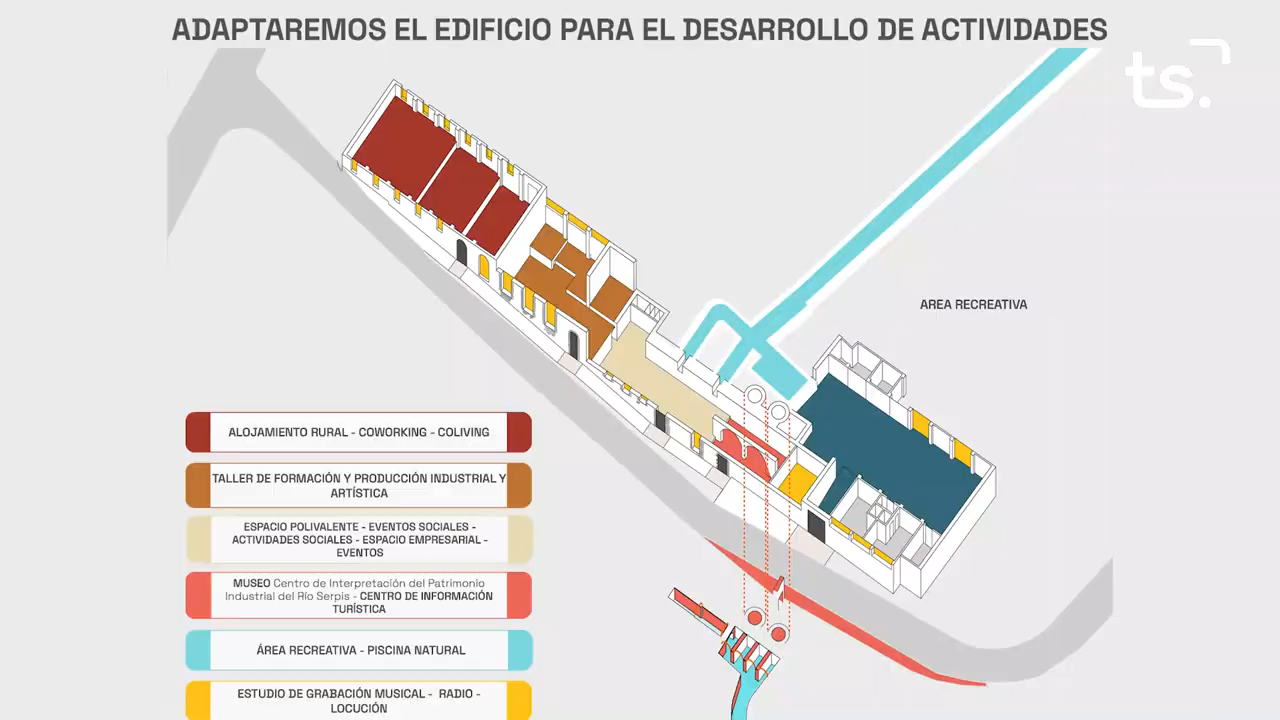 ADAPTAREMOS EL EDIFICIO PARA EL DESARROLLO DE ACTIVIDADES
ts.
AREA RECREATIVA
ALOJAMIENTO RURAL - COWORKING - COLIVING
TALLER DE FORMACIÓN Y PRODUCCIÓN INDUSTRIAL Y
ARTÍSTICA
ESPACIO POLIVALENTE - EVENTOS SOCIALES -
ACTIVIDADES SOCIALES - ESPACIO EMPRESARIAL -
EVENTOS
MUSEO Centro de Interpretación del Patrimonio
Industrial del Río Serpis - CENTRO DE INFORMACIÓN
TURÍSTICA
ÁREA RECREATIVA - PISCINA NATURAL
ESTUDIO DE GRABACIÓN MUSICAL - RADIO -
LOCUCIÓN